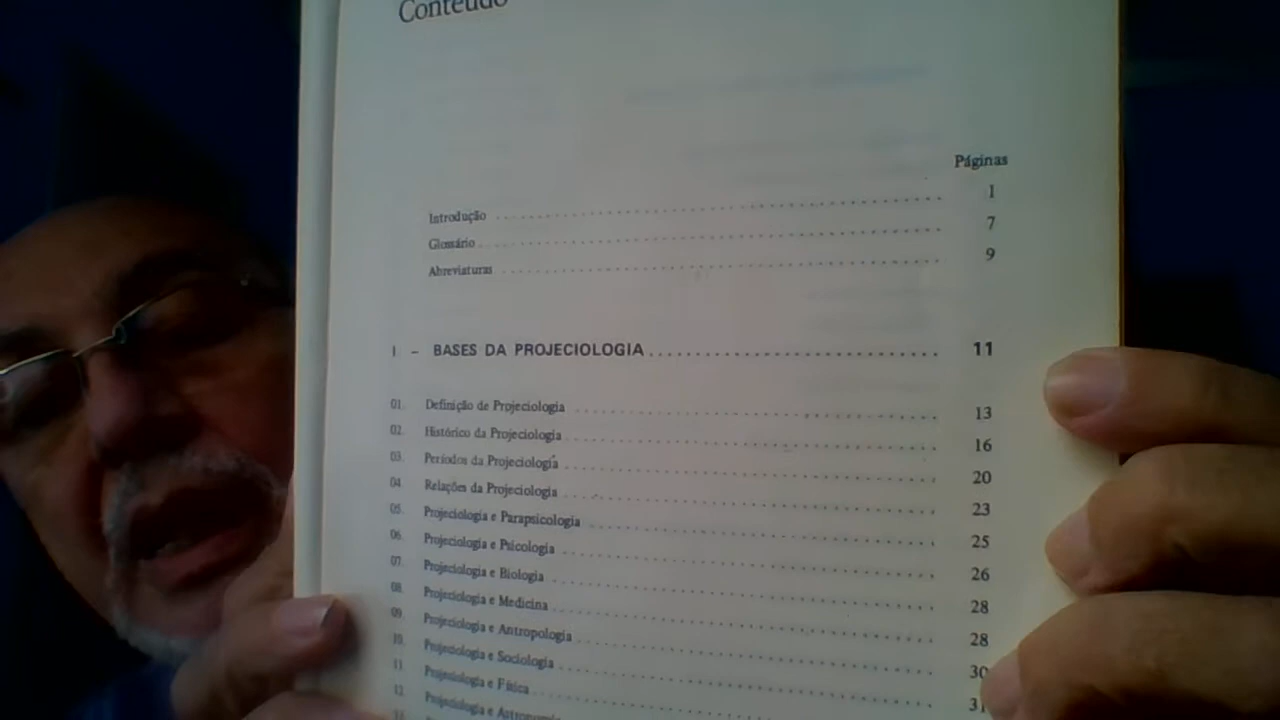 Conteúdo
Páginas
Introdução ........ 1
Glossário ........ 7
Abreviaturas ........ 9
I – BASES DA PROJECIOLOGIA ........ 11
01. Definição de Projeciologia ........ 13
02. Histórico da Projeciologia ........ 16
03. Períodos da Projeciologia ........ 20
04. Relações da Projeciologia ........ 23
05. Projeciologia e Parapsicologia ........ 25
06. Projeciologia e Psicologia ........ 26
07. Projeciologia e Biologia ........ 28
08. Projeciologia e Medicina ........ 28
09. Projeciologia e Antropologia ........ 30
10. Projeciologia e Sociologia ........ 31
11. Projeciologia e Física
12. Projeciologia e Astronomia